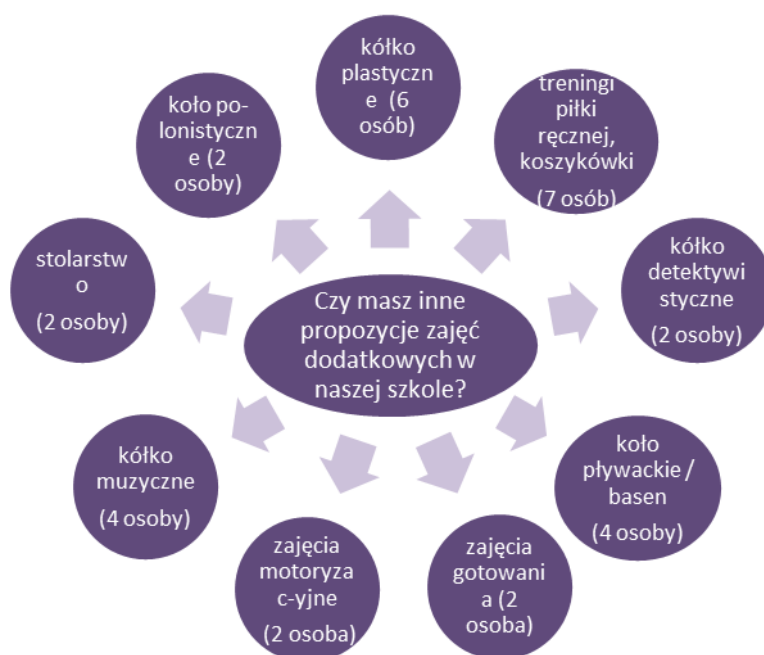 kółko
plastyczn
e (6
osób)
treningi
piłki
ręcznej,
koszykówki
(7 osób)
kółko
detektywi
styczne
(2 osoby)
koło
pływackie /
basen
(4 osoby)
zajęcia
gotowani
a (2
osoba)
zajęcia
motoryza
c-yjne
(2 osoba)
kółko
muzyczne
(4 osoby)
stolarstw
o
(2 osoby)
koło po-
lonistyczn
e (2
osoby)
Czy masz inne
propozycje zajęć
dodatkowych w
naszej szkole?